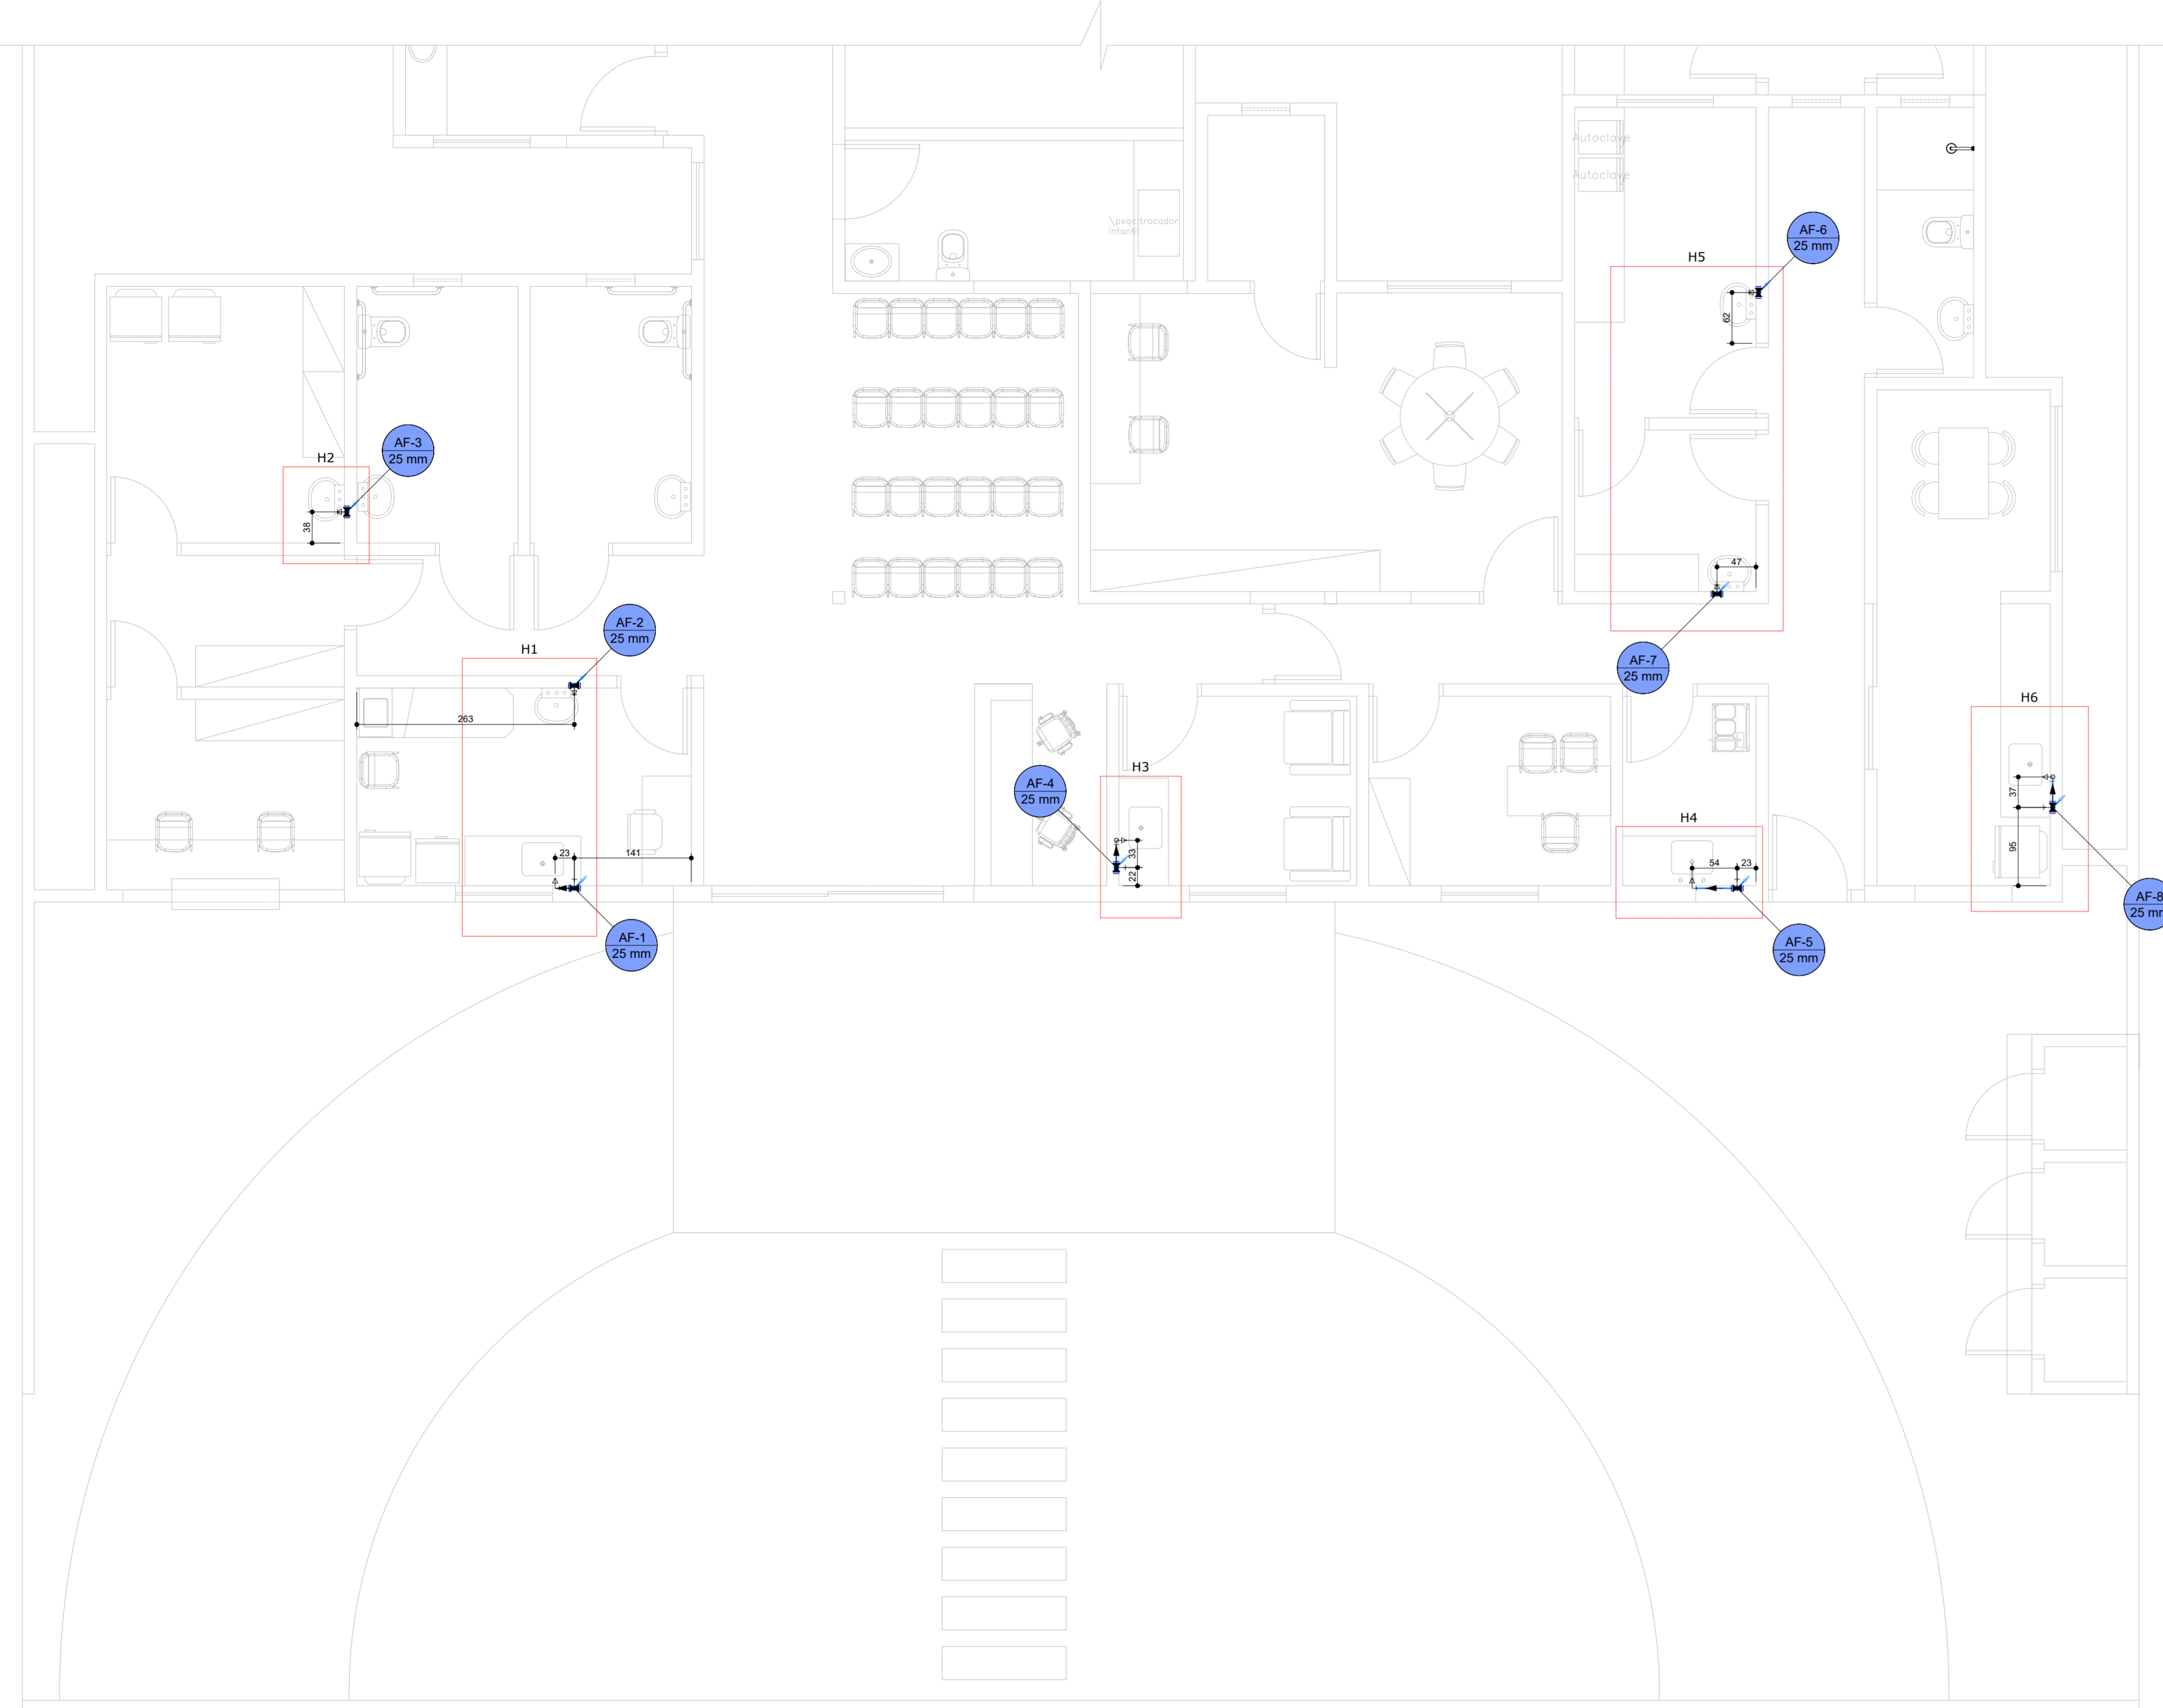 Autoclave
Autoclave
\pxqc;trocador
infantil
AF-6
25 mm
H5
62
AF-3
25 mm
H2
38
47
AF-2
25 mm
H1
AF-7
25 mm
263
H6
AF-4
25 mm
H3
37
H4
23
141
33
22
54
23
95
AF-8
25 mm
AF-1
25 mm
AF-5
25 mm